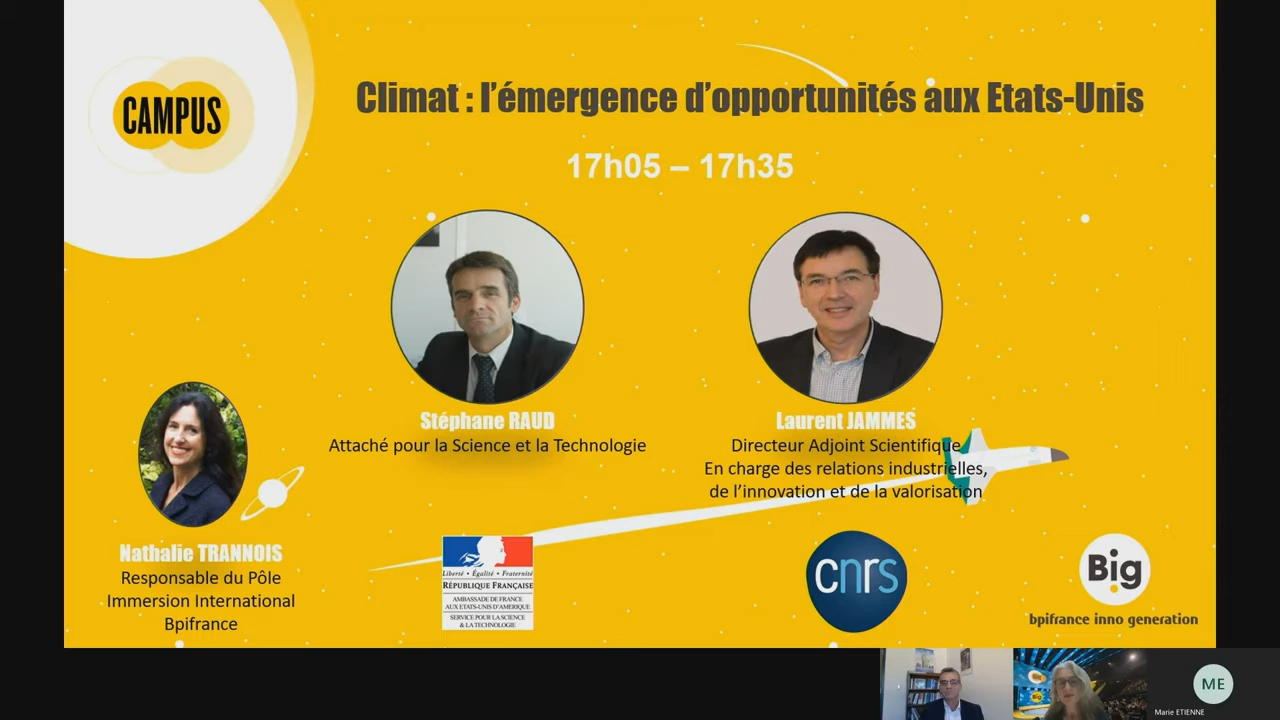 CAMPUS
Climat : l'émergence d'opportunités aux Etats-Unis
17h05 – 17h35
Stéphane RAUD
Attaché pour la Science et la Technologie
Laurent JAMMES
Directeur Adjoint Scientifique
En charge des relations industrielles,
de l'innovation et de la valorisation
Nathalie TRANNOIS
Responsable du Pôle
Immersion International
Bpifrance
Liberté • Égalité • Fraternité
RÉPUBLIQUE FRANÇAISE
AMBASSADE DE FRANCE
AUX ETATS-UNIS D'AMERIQUE
SERVICE POUR LA SCIENCE
& LA TECHNOLOGIE
cnrs
Big
bpifrance inno generation
ME
Marie ETIENNE